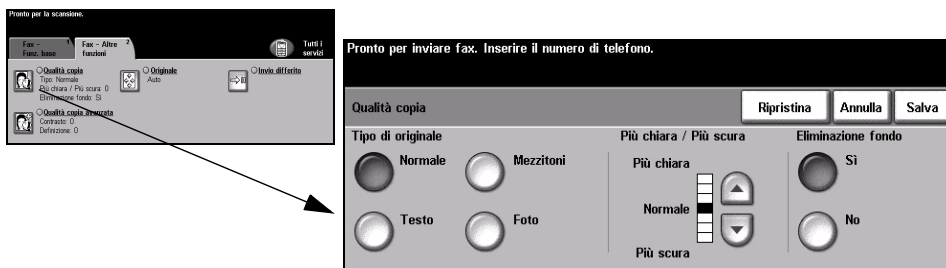 Pronto per la scansione.
Fax - Funz. base 1
Fax - Altre funzioni 2
Tutti i servizi
Qualità copia
Tipo: Normale
Più chiara / Più scura: 0
Eliminazione fondo: Sì
Originale
Auto
Invio differito
Qualità copia avanzata
Contrasto: 0
Definizione: 0
Pronto per inviare fax. Inserire il numero di telefono.
Qualità copia
Ripristina
Annulla
Salva
Tipo di originale
Più chiara / Più scura
Eliminazione fondo
Normale
Mezzitoni
Testo
Foto
Più chiara
Normale
Più scura
Sì
No